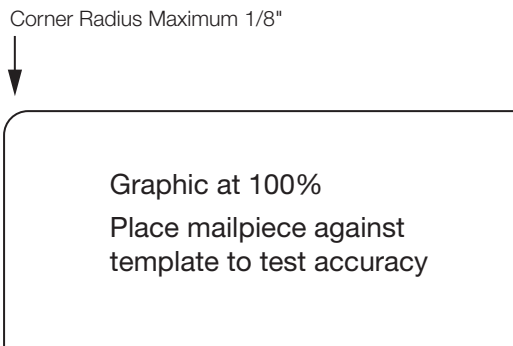 Corner Radius Maximum 1/8"
Graphic at 100%
Place mailpiece against
template to test accuracy